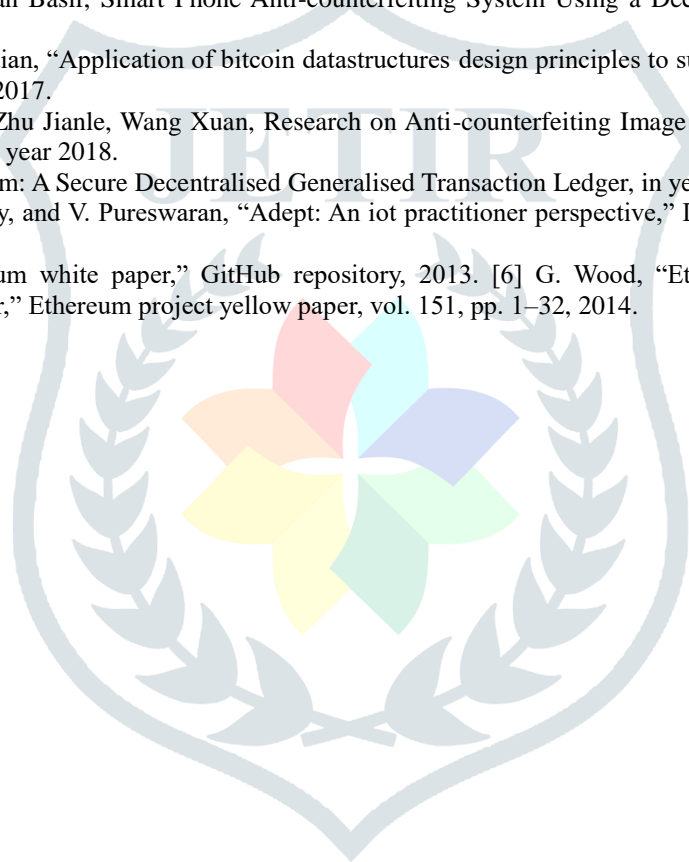 an Basir, Smart Phone Anti-counterfeiting System Using a Dec
ian, “Application of bitcoin datastructures design principles to su
2017.
Zhu Jianle, Wang Xuan, Research on Anti-counterfeiting Image
year 2018.
m: A Secure Decentralised Generalised Transaction Ledger, in ye
y, and V. Pureswaran, “Adept: An iot practitioner perspective,”
um white paper,” GitHub repository, 2013. [6] G. Wood, “Et
r,” Ethereum project yellow paper, vol. 151, pp. 1–32, 2014.
JETIR